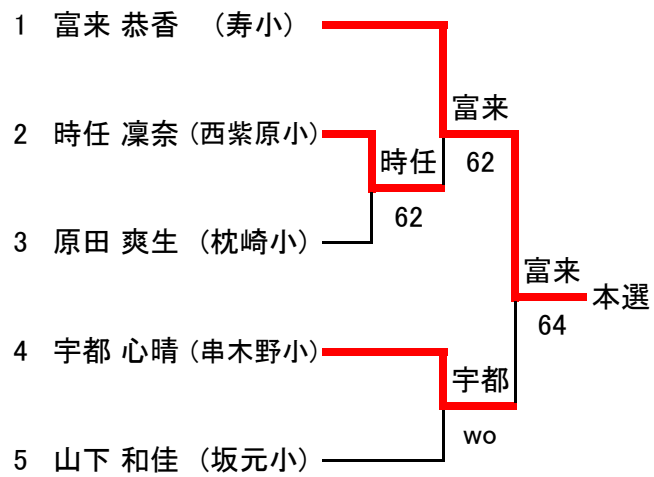 1 富来 恭香 （寿小）
富来
2 時任 凜奈（西紫原小）
時任 62
62
3 原田 爽生 （枕崎小）
富来
本選
64
4 宇都 心晴（串木野小）
宇都
wo
5 山下 和佳 （坂元小）